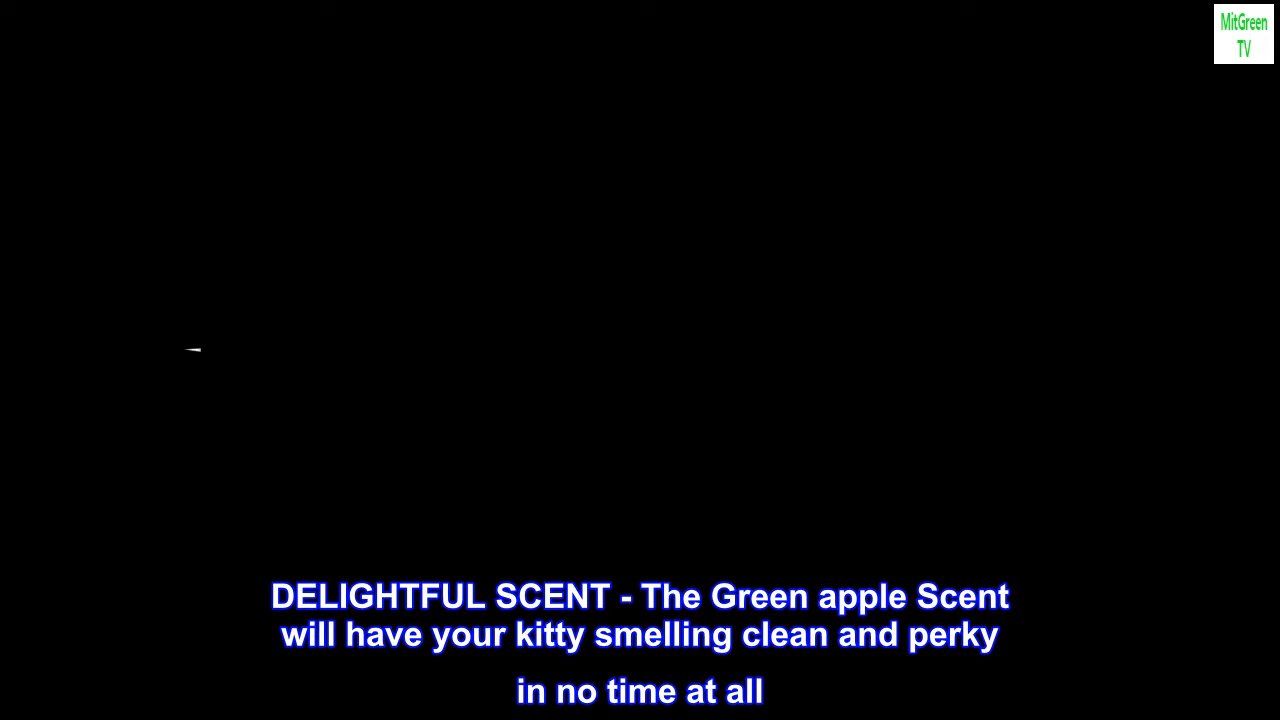 MitGreen
TV
DELIGHTFUL SCENT - The Green apple Scent
will have your kitty smelling clean and perky
in no time at all